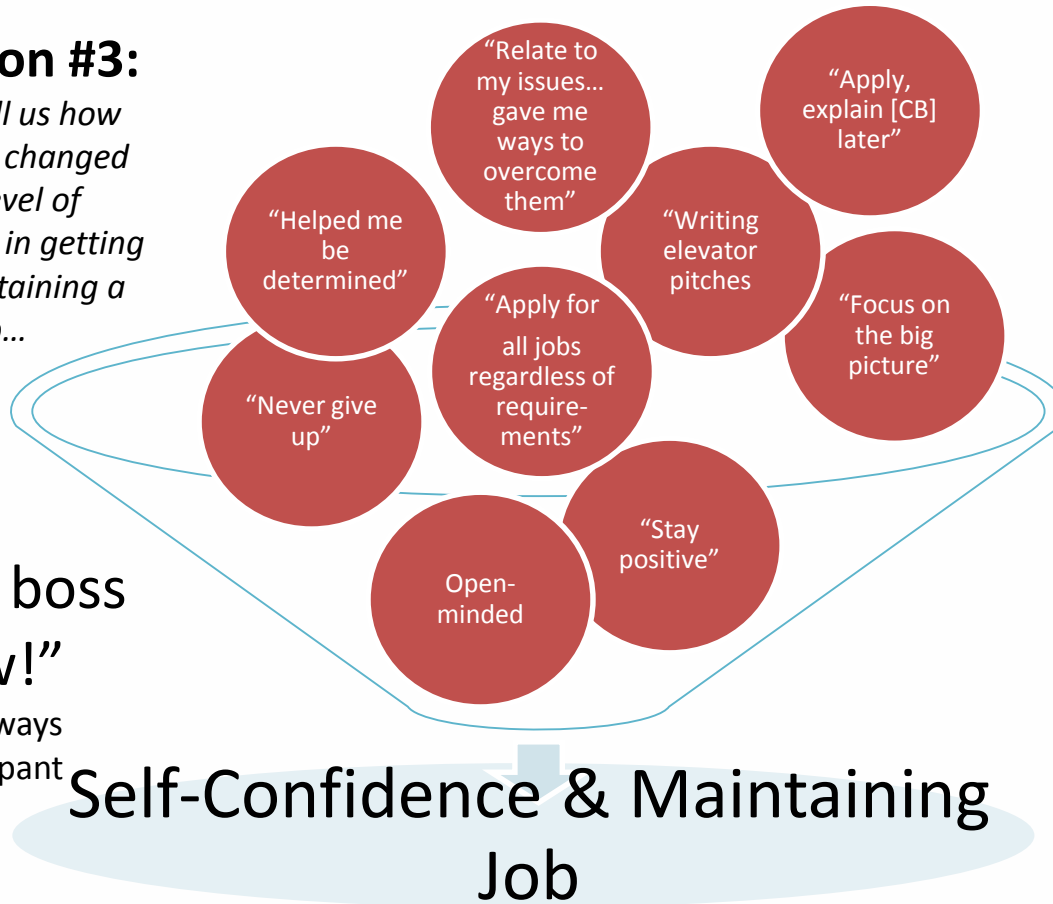 on #3:
ll us how
changed
evel of
in getting
taining a
...
“Relate to
my issues...
gave me
ways to
overcome
them”
“Apply,
explain [CB]
later”
“Helped me
be
determined”
“Writing
elevator
pitches
“Apply for
all jobs
regardless of
require-
ments”
“Focus on
the big
picture”
“Never give
up”
“Stay
positive”
Open-
minded
boss
w!”
ways
pant
Self-Confidence & Maintaining
Job